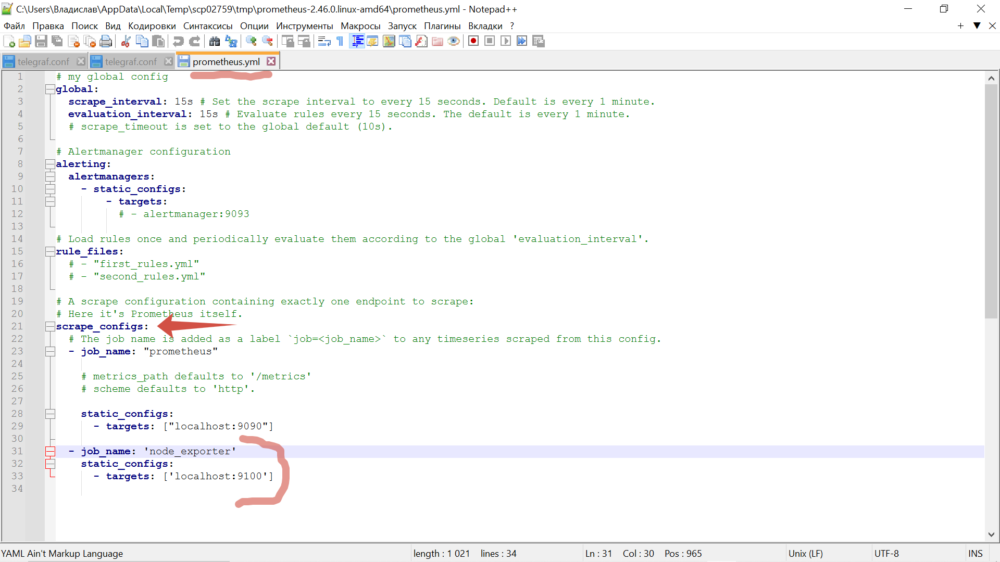 C:\Users\Владислав\AppData\Local\Temp\scp02759\tmp\prometheus-2.46.0.linux-amd64\prometheus.yml - Notepad++
Файл Правка Поиск Вид Кодировки Синтаксисы Опции Инструменты Макросы Запуск Плагины Вкладки ?
telegraf.conf telegraf.conf prometheus.yml
1 # my global config
2 global:
3   scrape_interval: 15s # Set the scrape interval to every 15 seconds. Default is every 1 minute.
4   evaluation_interval: 15s # Evaluate rules every 15 seconds. The default is every 1 minute.
5   # scrape_timeout is set to the global default (10s).
6
7 # Alertmanager configuration
8 alerting:
9   alertmanagers:
10     - static_configs:
11         - targets:
12           # - alertmanager:9093
13
14 # Load rules once and periodically evaluate them according to the global 'evaluation_interval'.
15 rule_files:
16   # - "first_rules.yml"
17   # - "second_rules.yml"
18
19 # A scrape configuration containing exactly one endpoint to scrape:
20 # Here it's Prometheus itself.
21 scrape_configs:
22   # The job name is added as a label `job=<job_name>` to any timeseries scraped from this config.
23   - job_name: "prometheus"
24
25     # metrics_path defaults to '/metrics'
26     # scheme defaults to 'http'.
27
28     static_configs:
29       - targets: ["localhost:9090"]
30
31   - job_name: 'node_exporter'
32     static_configs:
33       - targets: ['localhost:9100']
34
YAML Ain't Markup Language length : 1 021 lines : 34 Ln : 31 Col : 30 Pos : 965 Unix (LF) UTF-8 INS